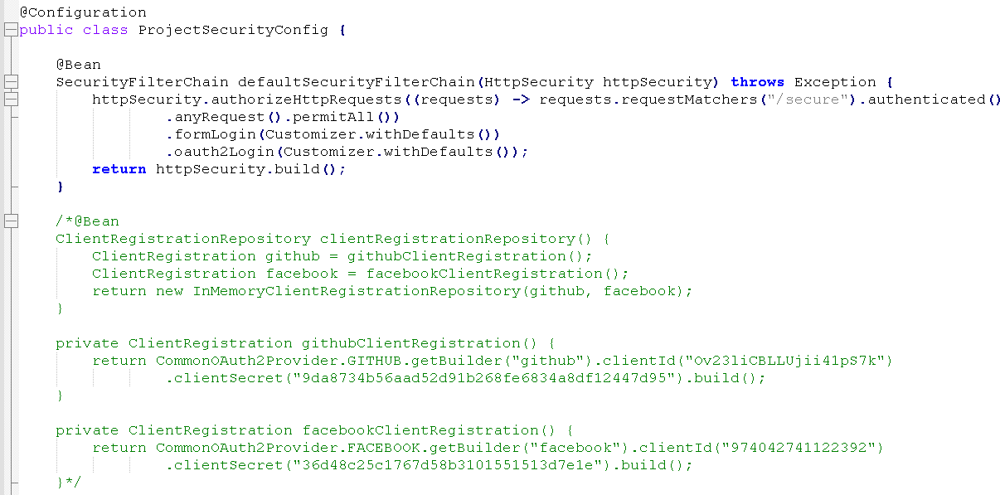 @Configuration
public class ProjectSecurityConfig {
@Bean
SecurityFilterChain defaultSecurityFilterChain(HttpSecurity httpSecurity) throws Exception {
httpSecurity.authorizeHttpRequests((requests) -> requests.requestMatchers("/secure").authenticated()
.anyRequest().permitAll())
.formLogin(Customizer.withDefaults())
.oauth2Login(Customizer.withDefaults());
return httpSecurity.build();
}
/*@Bean
ClientRegistrationRepository clientRegistrationRepository() {
ClientRegistration github = githubClientRegistration();
ClientRegistration facebook = facebookClientRegistration();
return new InMemoryClientRegistrationRepository(github, facebook);
}
private ClientRegistration githubClientRegistration() {
return CommonOAuth2Provider.GITHUB.getBuilder("github").clientId("Ov23liCBLLUjii41pS7k")
.clientSecret("9da8734b56aad52d91b268fe6834a8df12447d95").build();
}
private ClientRegistration facebookClientRegistration() {
return CommonOAuth2Provider.FACEBOOK.getBuilder("facebook").clientId("974042741122392")
.clientSecret("36d48c25c1767d58b3101551513d7e1e").build();
}*/